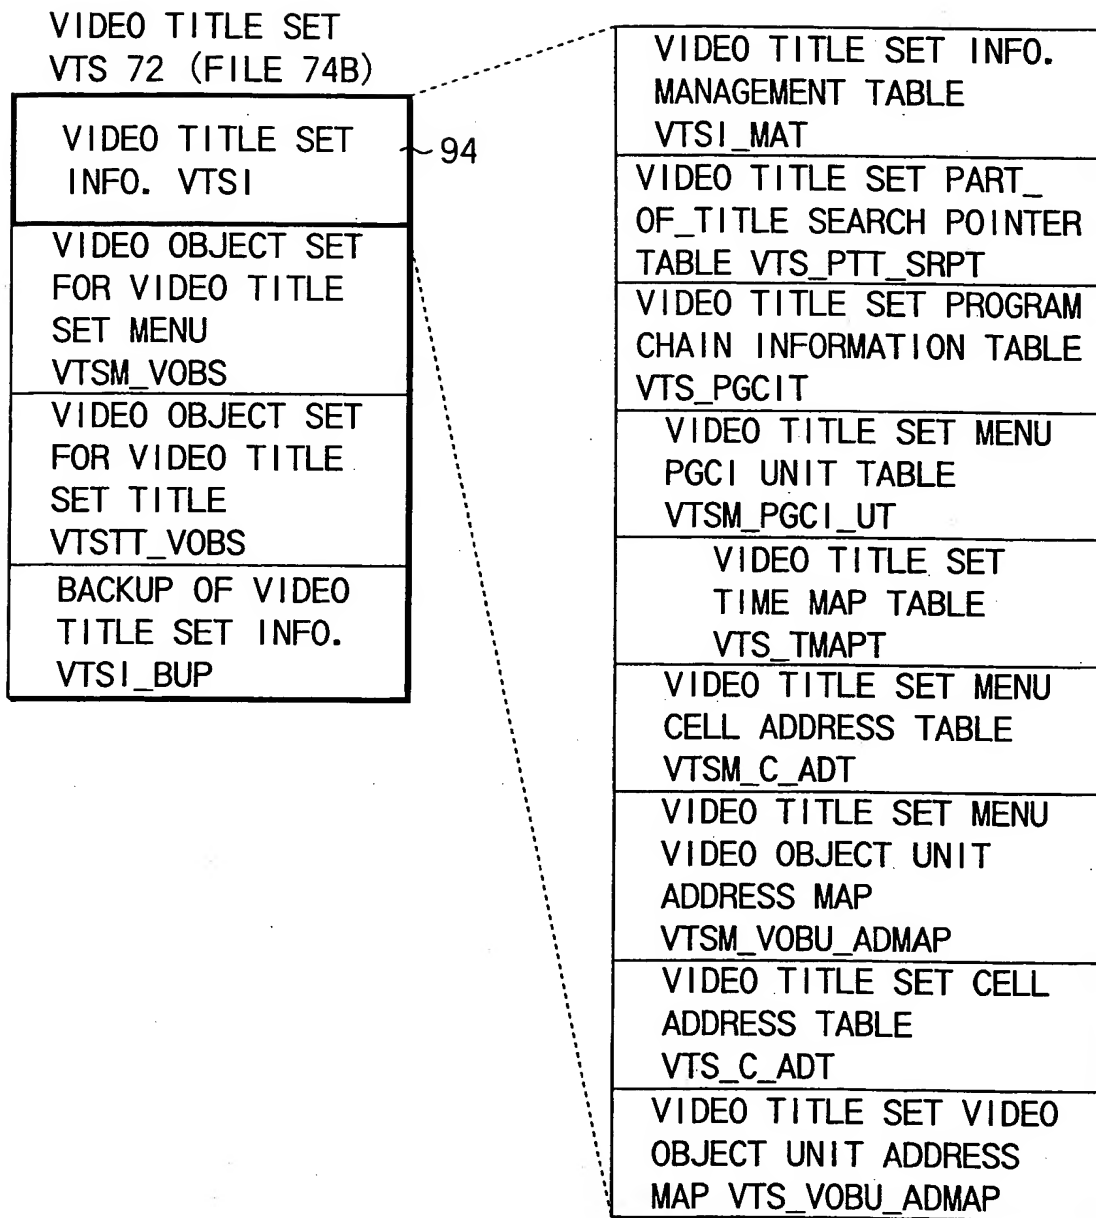 VIDEO TITLE SET
VTS 72 (FILE 74B)
VIDEO TITLE SET
INFO. VTSI
94
VIDEO OBJECT SET
FOR VIDEO TITLE
SET MENU
VTSM_VOBS
VIDEO OBJECT SET
FOR VIDEO TITLE
SET TITLE
VTSTT_VOBS
BACKUP OF VIDEO
TITLE SET INFO.
VTSI_BUP
VIDEO TITLE SET INFO.
MANAGEMENT TABLE
VTSI_MAT
VIDEO TITLE SET PART_
OF_TITLE SEARCH POINTER
TABLE VTS_PTT_SRPT
VIDEO TITLE SET PROGRAM
CHAIN INFORMATION TABLE
VTS_PGCIT
VIDEO TITLE SET MENU
PGCI UNIT TABLE
VTSM_PGCI_UT
VIDEO TITLE SET
TIME MAP TABLE
VTS_TMAPT
VIDEO TITLE SET MENU
CELL ADDRESS TABLE
VTSM_C_ADT
VIDEO TITLE SET MENU
VIDEO OBJECT UNIT
ADDRESS MAP
VTSM_VOBU_ADMAP
VIDEO TITLE SET CELL
ADDRESS TABLE
VTS_C_ADT
VIDEO TITLE SET VIDEO
OBJECT UNIT ADDRESS
MAP VTS_VOBU_ADMAP